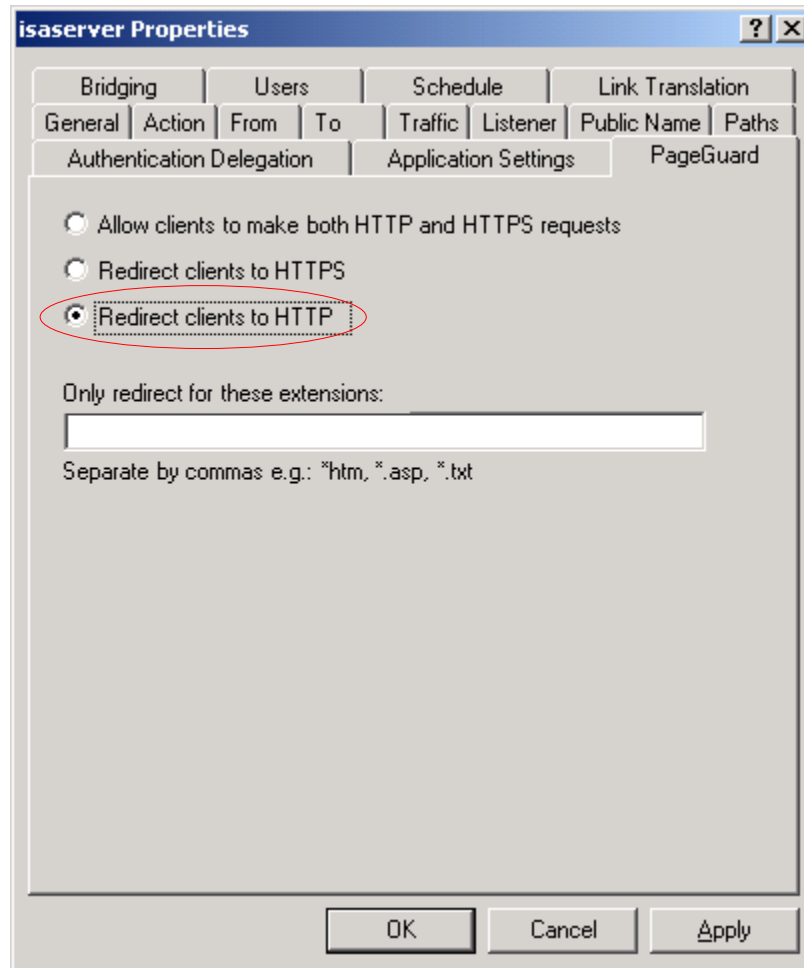 isaserver Properties
Bridging Users Schedule Link Translation
General Action From To Traffic Listener Public Name Paths
Authentication Delegation Application Settings PageGuard
Allow clients to make both HTTP and HTTPS requests
Redirect clients to HTTPS
Redirect clients to HTTP
Only redirect for these extensions:
Separate by commas e.g.: *htm, *.asp, *.txt
OK Cancel Apply